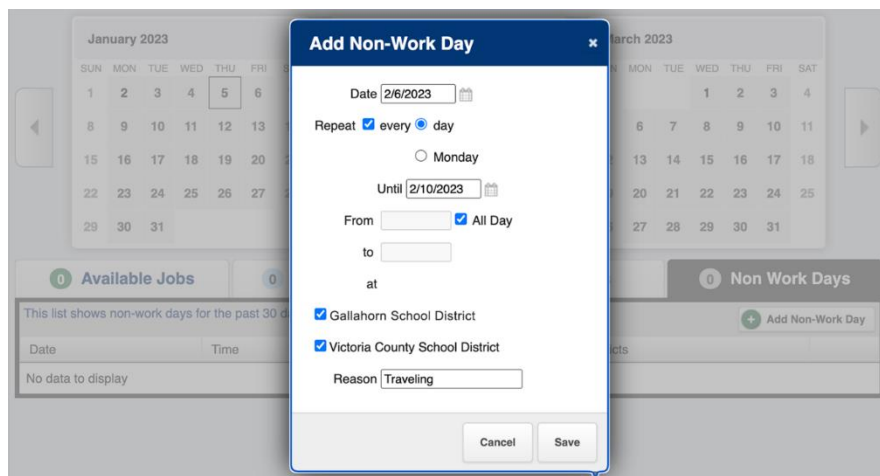 January 2023
SUN MON TUE WED THU FRI
1 2 3 4 5 6
8 9 10 11 12 13
15 16 17 18 19 20
22 23 24 25 26 27
29 30 31
Add Non-Work Day ×
Date 2/6/2023
Repeat every day
Monday
Until 2/10/2023
From All Day
to
at
Gallahorn School District
Victoria County School District
Reason Traveling
Cancel Save
March 2023
MON TUE WED THU FRI SAT
1 2 3 4
6 7 8 9 10 11
13 14 15 16 17 18
20 21 22 23 24 25
27 28 29 30 31
0 Available Jobs
0
0 Non Work Days
This list shows non-work days for the past 30
Add Non-Work Day
Date Time
No data to display